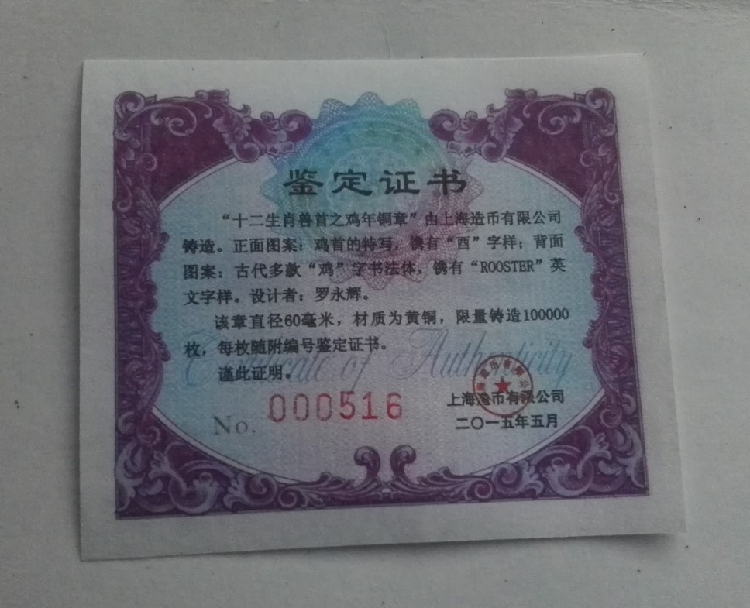 鉴定证书
“十二生肖兽首之鸡年铜章”由上海造币有限公司
铸造。正面图案：鸡首的特写，镌有“酉”字样；背面
图案：古代多款“鸡”字书法体，镌有“ROOSTER”英
文字样。设计者：罗永辉。
该章直径60毫米，材质为黄铜，限量铸造100000
枚，每枚随附编号鉴定证书。
Certificate of Authenticity
谨此证明。
No. 000516
上海造币有限公司
二〇一五年五月